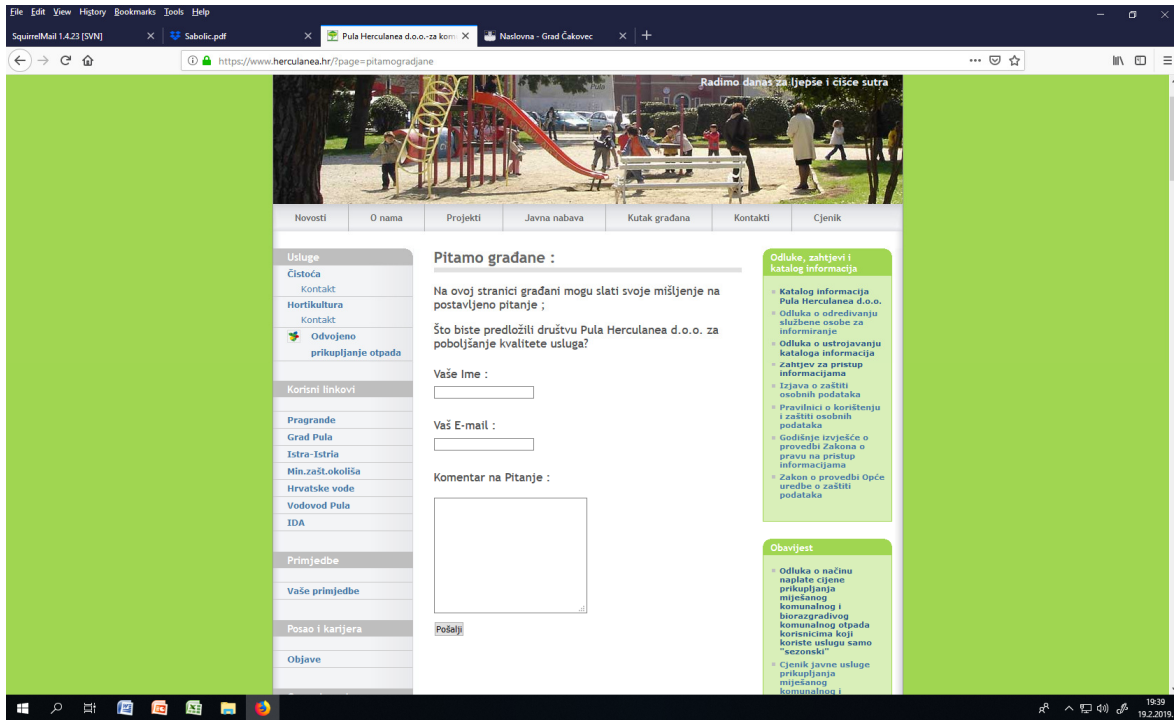 File Edit View History Bookmarks Tools Help
SquirrelMail 1.4.23 [SVN]
Sabolic.pdf
Pula Herculanea d.o.o.-za kom
Naslovna - Grad Čakovec
https://www.herculanea.hr/?page=pitamogradjane
Radimo danas za ljepše i čišće sutra
Novosti O nama Projekti Javna nabava Kutak građana Kontakti Cjenik
Usluge
Čistoća
Kontakt
Hortikultura
Kontakt
Odvojeno
prikupljanje otpada
Korisni linkovi
Pragrande
Grad Pula
Istra-Istria
Min.zašt.okoliša
Hrvatske vode
Vodovod Pula
IDA
Primjedbe
Vaše primjedbe
Posao i karijera
Objave
Pitamo građane :
Na ovoj stranici građani mogu slati svoje mišljenje na
postavljeno pitanje ;
Što biste predložili društvu Pula Herculanea d.o.o. za
poboljšanje kvalitete usluga?
Vaše Ime :
Vaš E-mail :
Komentar na Pitanje :
Pošalji
Odluke, zahtjevi i
katalog informacija
Katalog informacija
Pula Herculanea d.o.o.
Odluka o određivanju
službene osobe za
informiranje
Odluka o ustrojavanju
kataloga informacija
Zahtjev za pristup
informacijama
Izjava o zaštiti
osobnih podataka
Pravilnici o korištenju
i zaštiti osobnih
podataka
Godišnje izvješće o
provedbi Zakona o
pravu na pristup
informacijama
Zakon o provedbi Opće
uredbe o zaštiti
podataka
Obavijest
Odluka o načinu
naplate cijene
prikupljanja
miješanog
komunalnog i
biorazgradivog
komunalnog otpada
korisnicima koji
koriste uslugu samo
"sezonski"
Cjenik javne usluge
prikupljanja
miješanog
komunalnog i
19:39
19.2.2019.